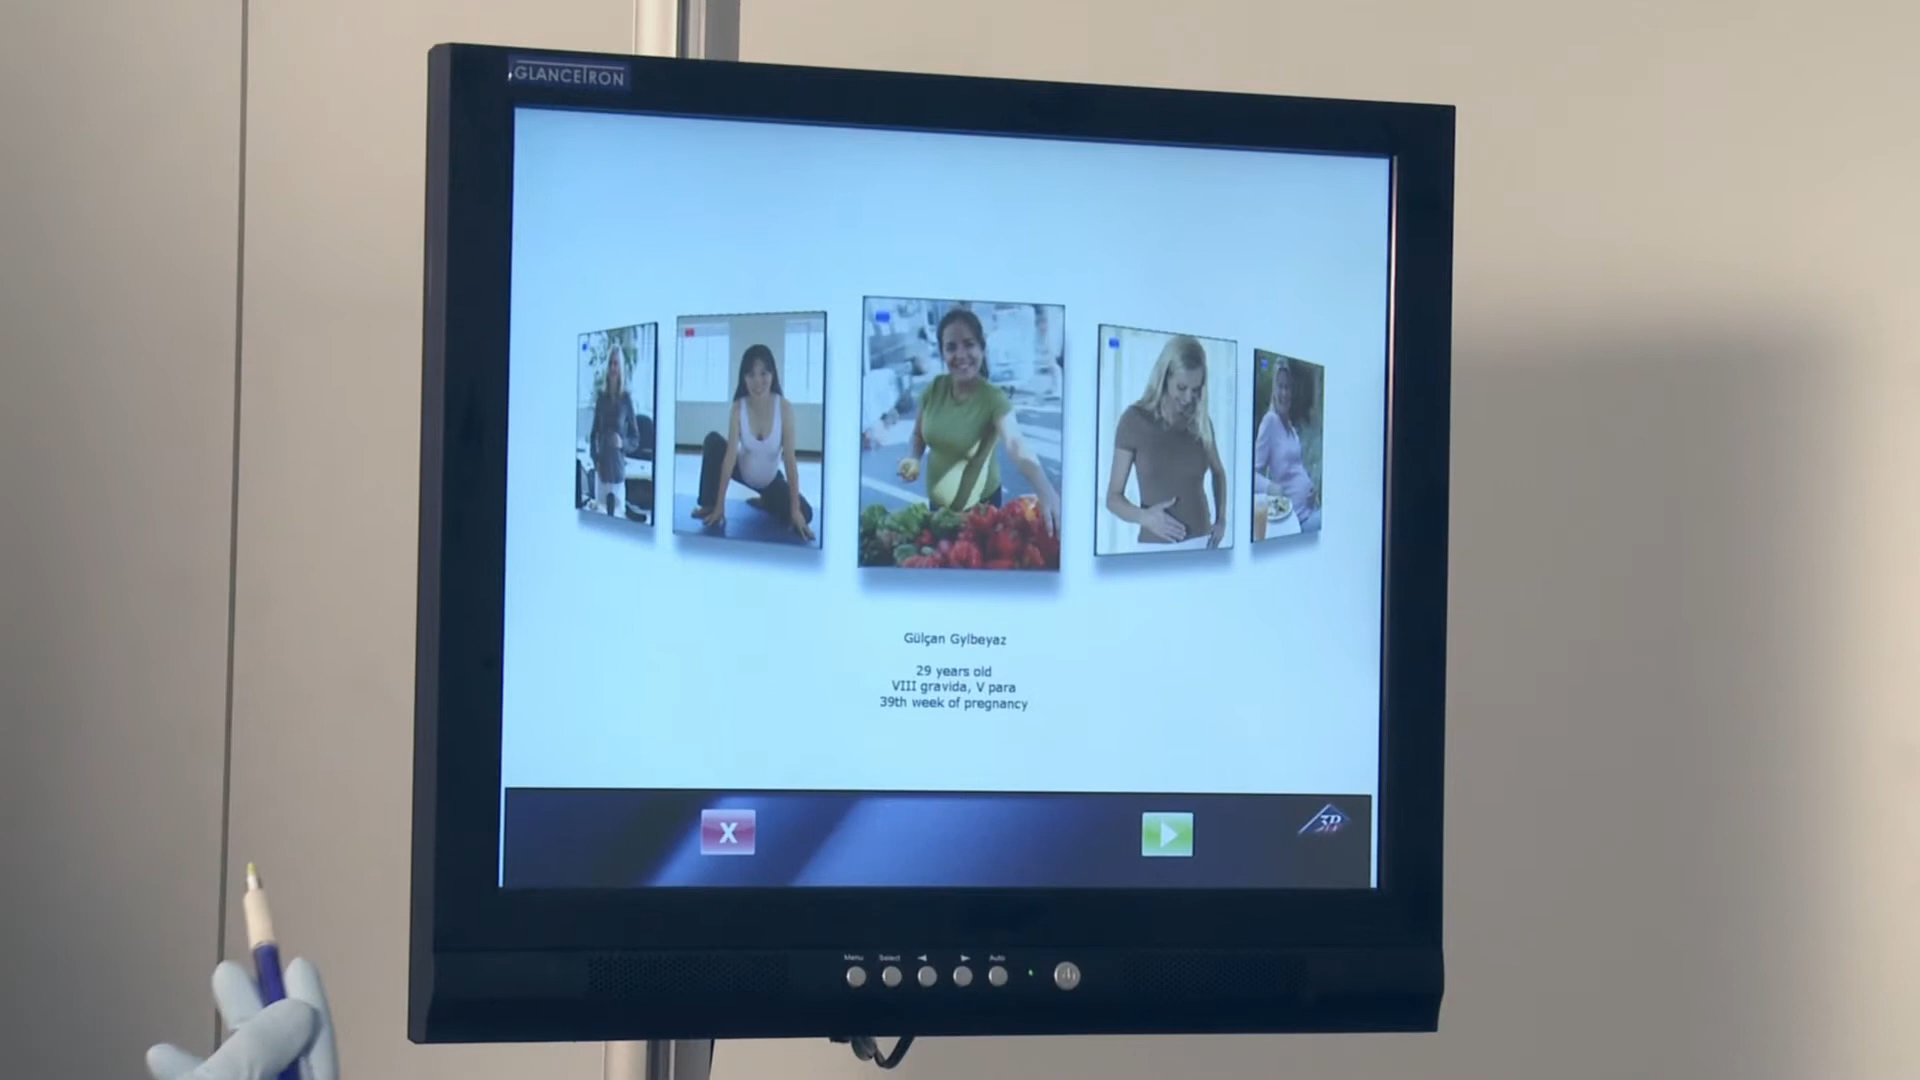 GLANCETRON
Gülçan Gylbeyaz
29 years old
VIII gravida, V para
39th week of pregnancy
X
3B
Menu Select Auto